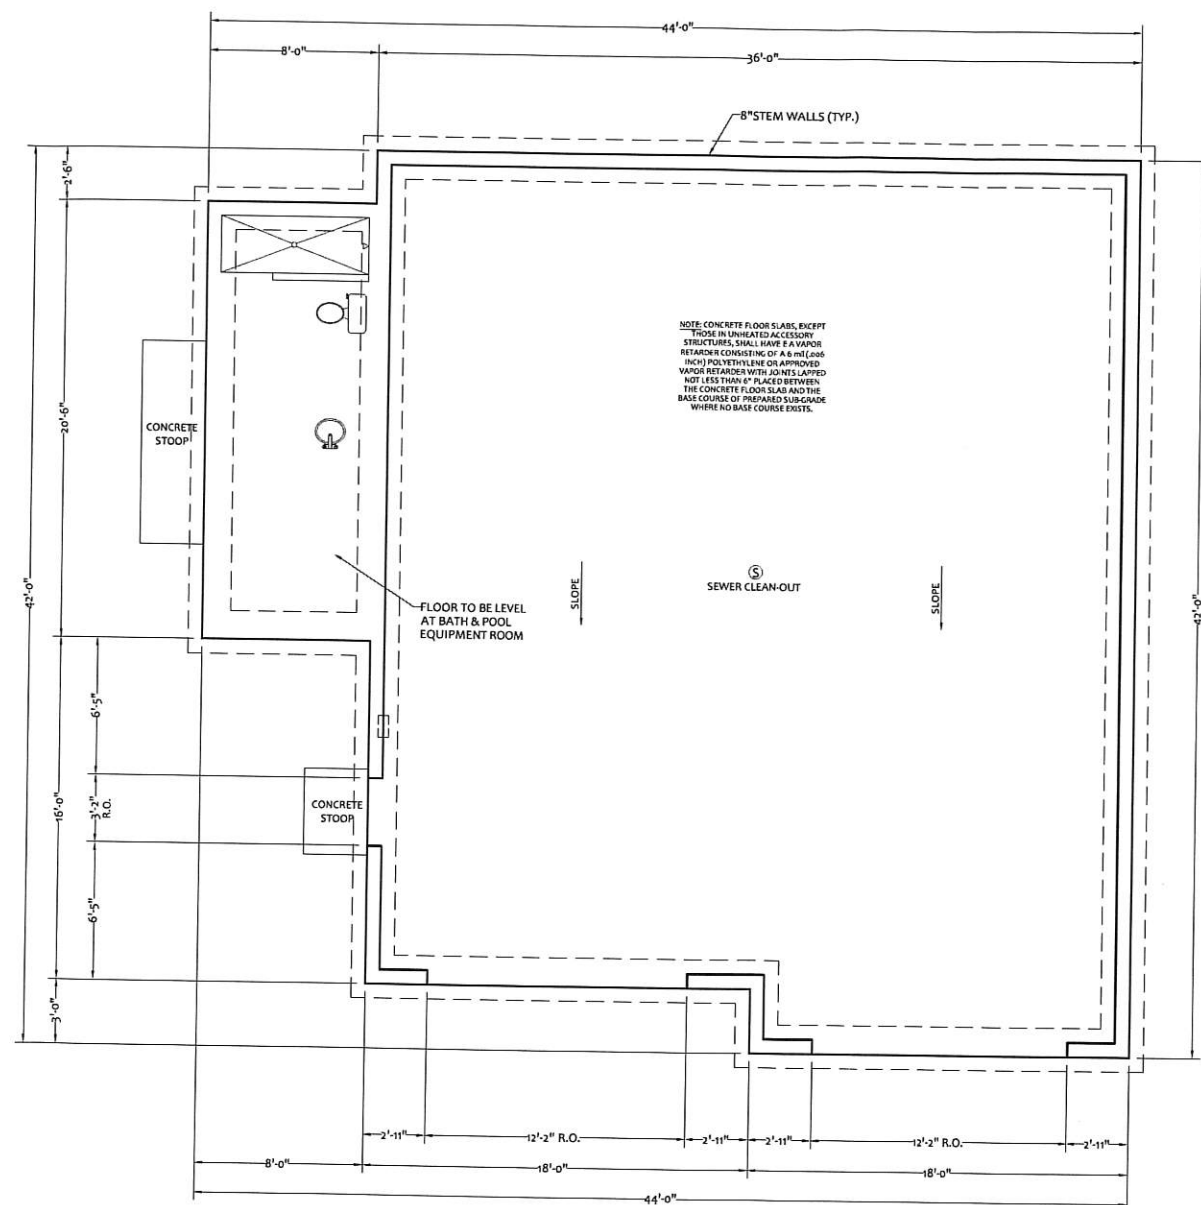 44'-0"
8'-0"
36'-0"
8"STEM WALLS (TYP.)
2'-6"
NOTE: CONCRETE FLOOR SLABS, EXCEPT
THOSE IN UNHEATED ACCESSORY
STRUCTURES, SHALL HAVE E A VAPOR
RETARDER CONSISTING OF A 6 mil (.006
INCH) POLYETHYLENE OR APPROVED
VAPOR RETARDER WITH JOINTS LAPPED
NOT LESS THAN 6" PLACED BETWEEN
THE CONCRETE FLOOR SLAB AND THE
BASE COURSE OF PREPARED SUB-GRADE
WHERE NO BASE COURSE EXISTS.
20'-6"
CONCRETE
STOOP
42'-0"
SLOPE
S
SEWER CLEAN-OUT
SLOPE
42'-0"
FLOOR TO BE LEVEL
AT BATH & POOL
EQUIPMENT ROOM
6'-5"
16'-0"
3'-2"
R.O.
CONCRETE
STOOP
6'-5"
3'-0"
2'-11"
12'-2" R.O.
2'-11"
2'-11"
12'-2" R.O.
2'-11"
8'-0"
18'-0"
18'-0"
44'-0"